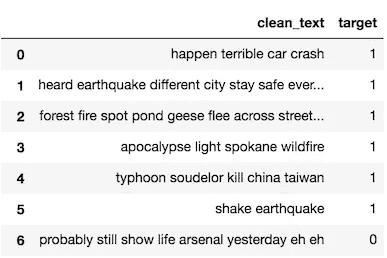 clean_text target
0 happen terrible car crash 1
1 heard earthquake different city stay safe ever... 1
2 forest fire spot pond geese flee across street... 1
3 apocalypse light spokane wildfire 1
4 typhoon soudelor kill china taiwan 1
5 shake earthquake 1
6 probably still show life arsenal yesterday eh eh 0